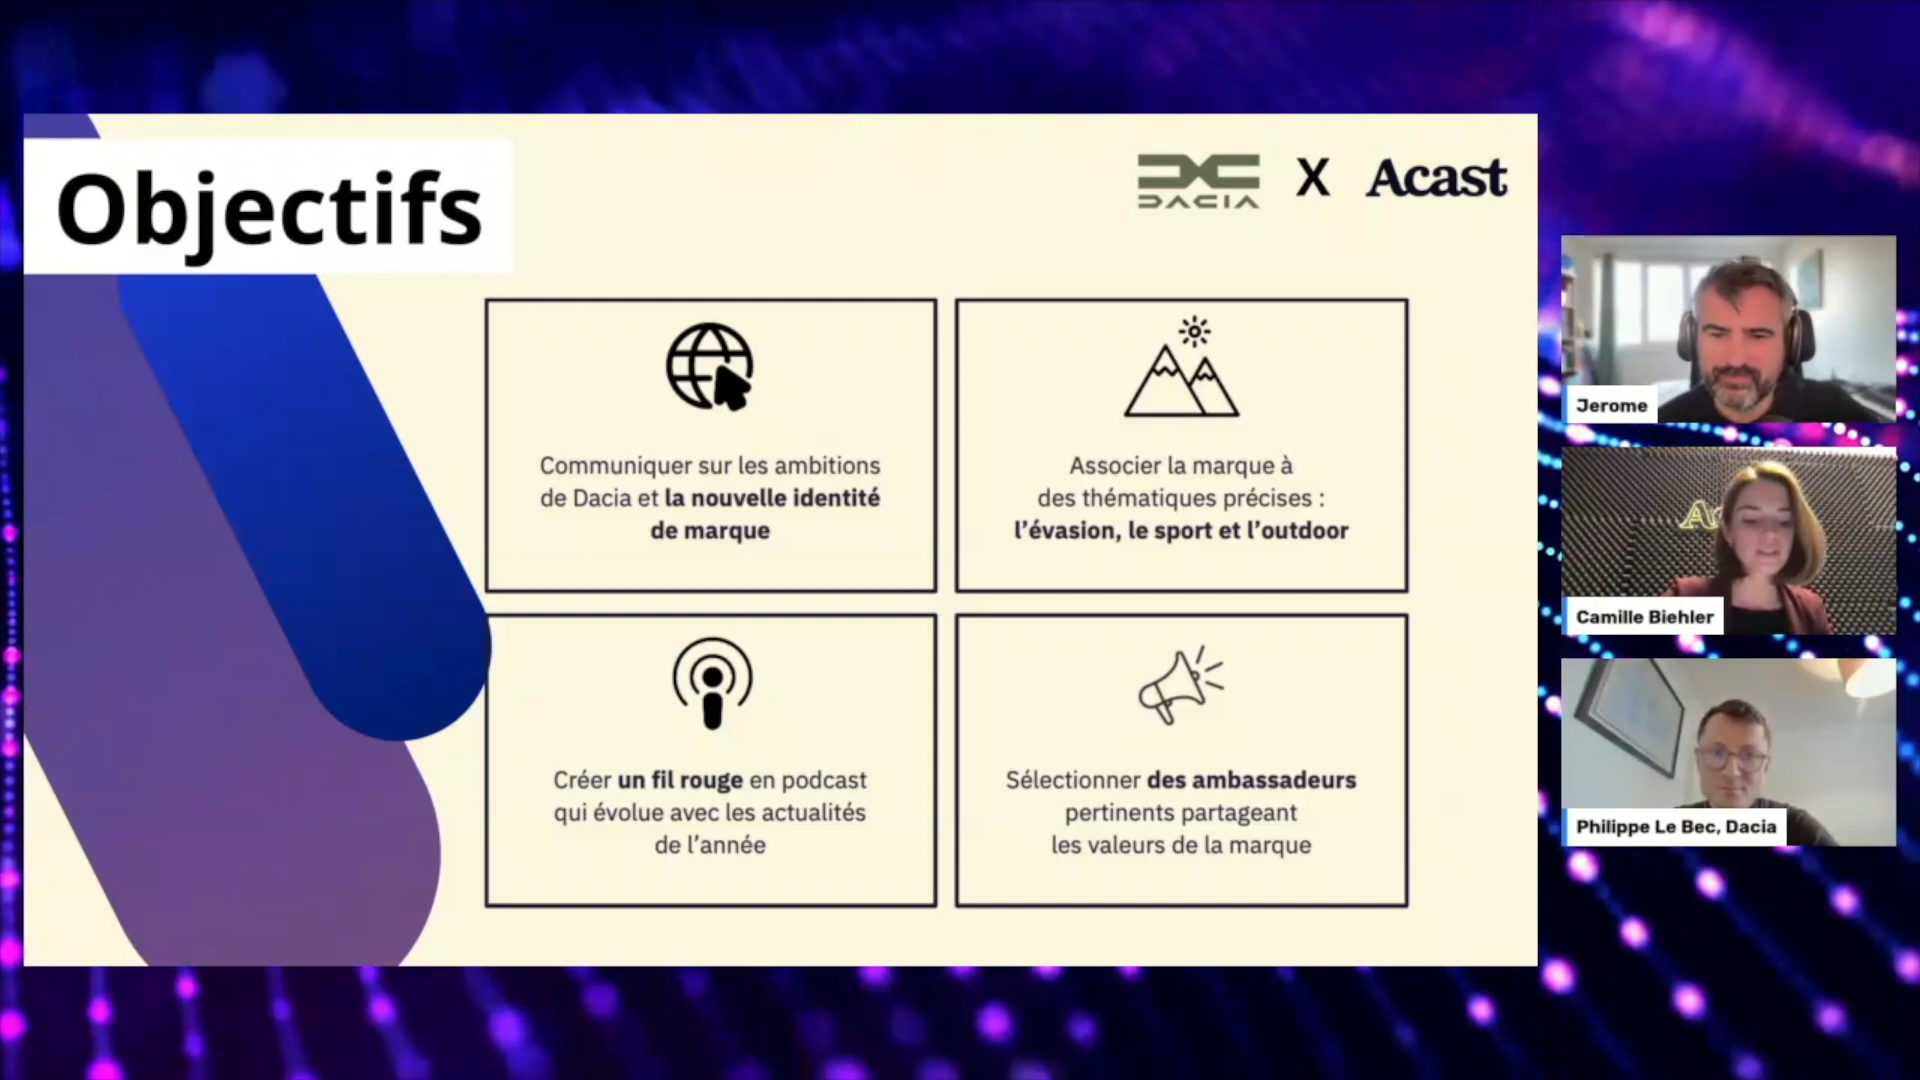 Objectifs
DACIA X Acast
Communiquer sur les ambitions
de Dacia et la nouvelle identité
de marque
Associer la marque à
des thématiques précises :
l’évasion, le sport et l’outdoor
Créer un fil rouge en podcast
qui évolue avec les actualités
de l’année
Sélectionner des ambassadeurs
pertinents partageant
les valeurs de la marque
Jerome
Camille Biehler
Philippe Le Bec, Dacia